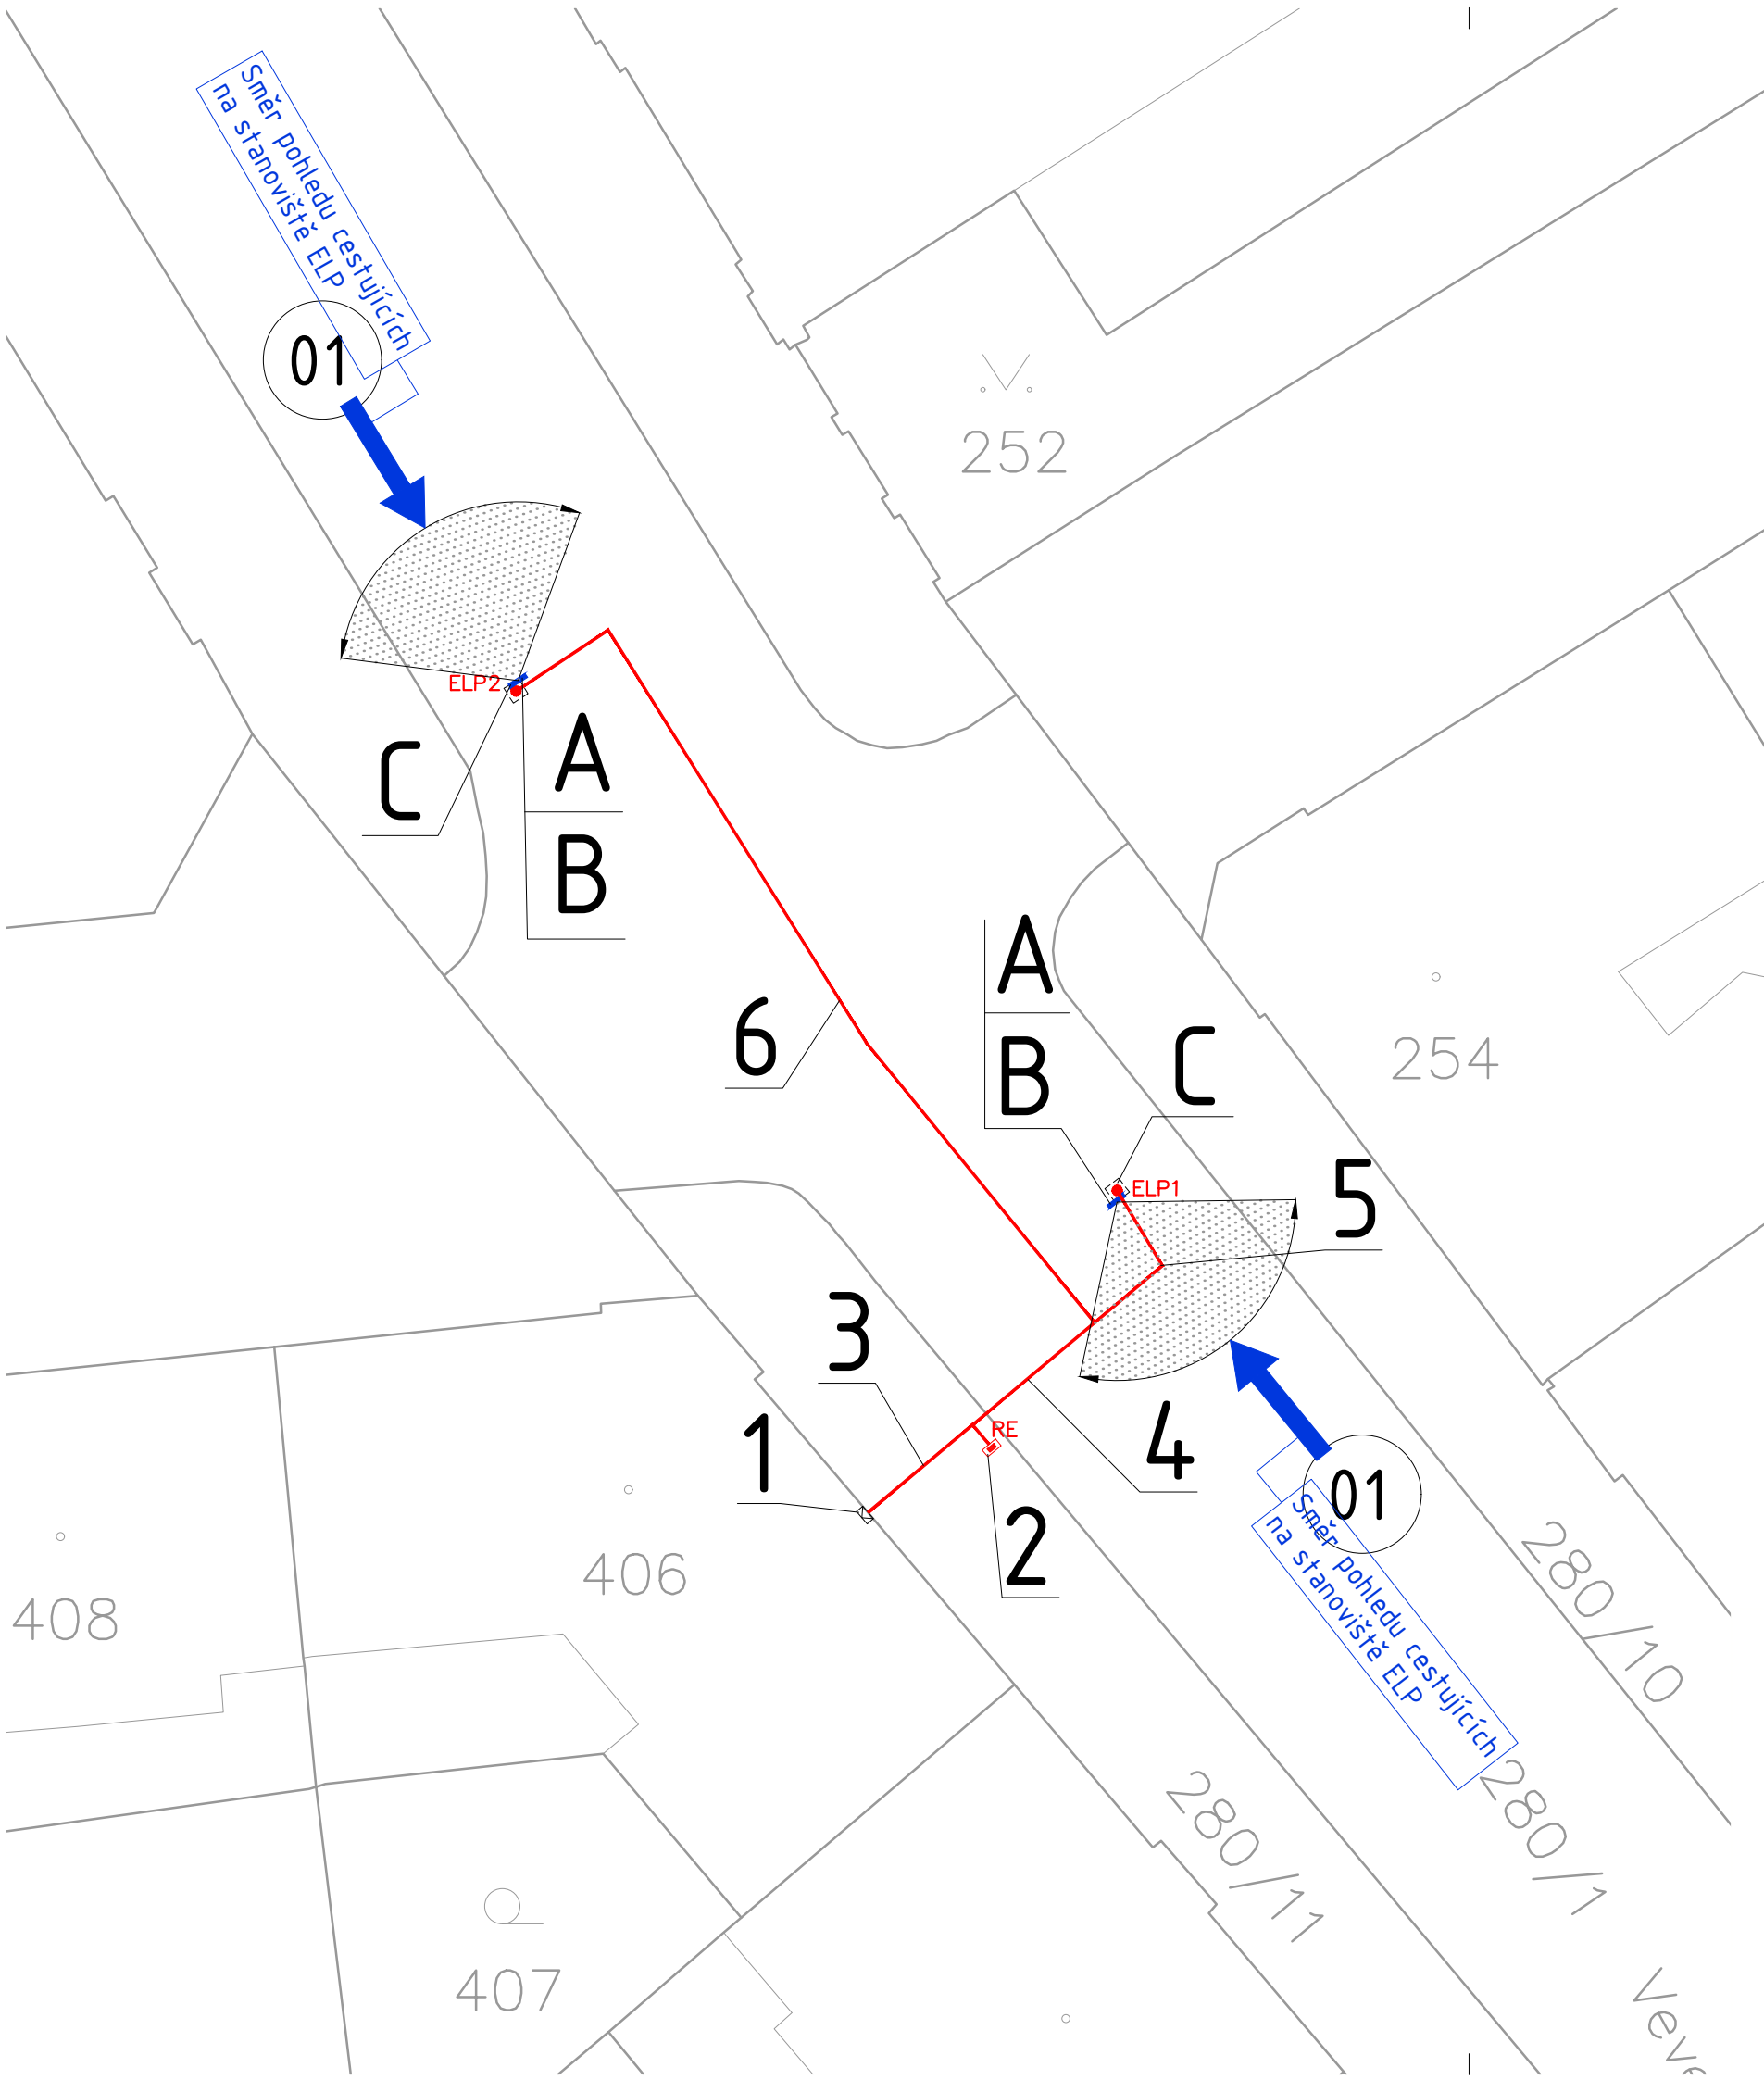 Směr pohledu cestujících
na stanoviště ELP
01
252
ELP2
C
A
B
A
B
C
6
254
ELP1
5
3
1
RE
4
2
01
Směr pohledu cestujících
na stanoviště ELP
406
408
280/10
280/1
280/11
407